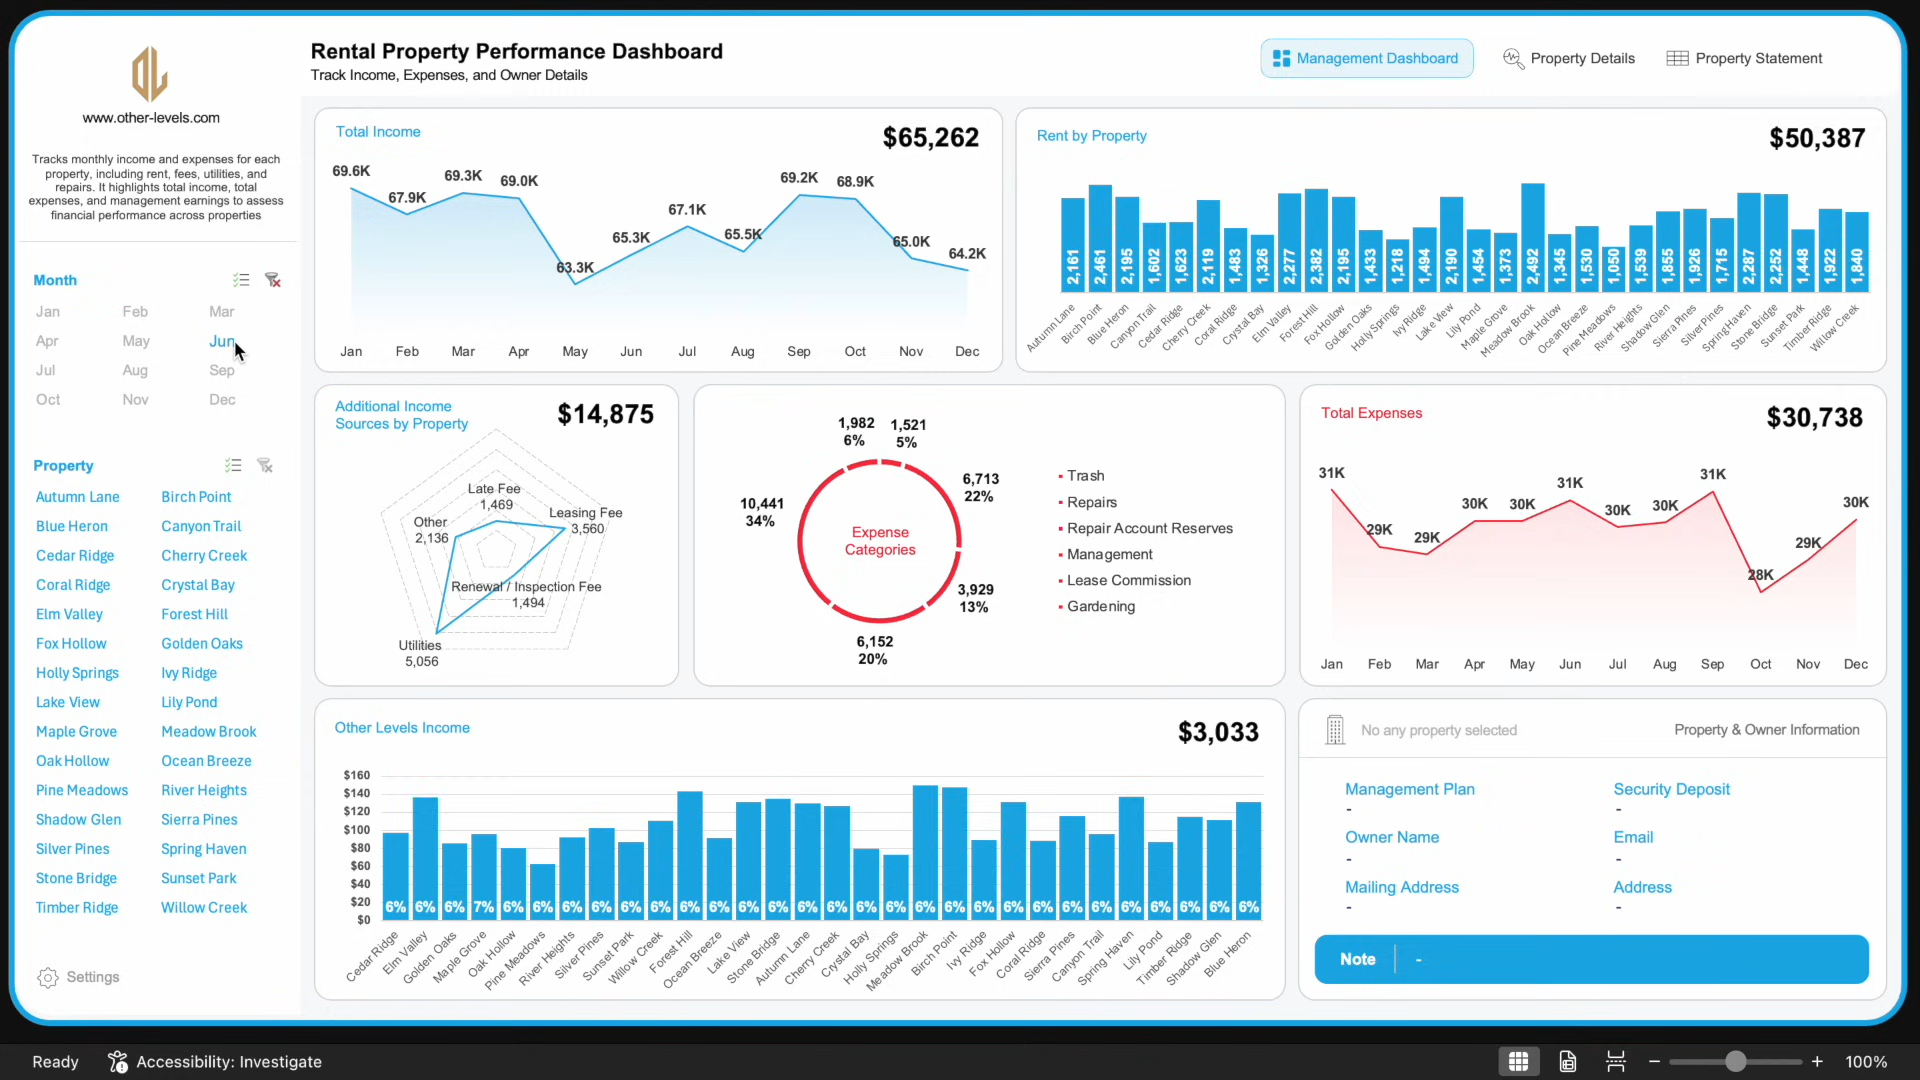 www.other-levels.com
Tracks monthly income and expenses for each
property, including rent, fees, utilities, and
repairs. It highlights total income, total
expenses, and management earnings to assess
financial performance across properties
Month
Jan Feb Mar
Apr May Jun
Jul Aug Sep
Oct Nov Dec
Property
Autumn Lane Birch Point
Blue Heron Canyon Trail
Cedar Ridge Cherry Creek
Coral Ridge Crystal Bay
Elm Valley Forest Hill
Fox Hollow Golden Oaks
Holly Springs Ivy Ridge
Lake View Lily Pond
Maple Grove Meadow Brook
Oak Hollow Ocean Breeze
Pine Meadows River Heights
Shadow Glen Sierra Pines
Silver Pines Spring Haven
Stone Bridge Sunset Park
Timber Ridge Willow Creek
Settings
Rental Property Performance Dashboard
Track Income, Expenses, and Owner Details
Management Dashboard
Property Details
Property Statement
Total Income
$65,262
69.6K 67.9K 69.3K 69.0K 63.3K 65.3K 67.1K 65.5K 69.2K 68.9K 65.0K 64.2K
Jan Feb Mar Apr May Jun Jul Aug Sep Oct Nov Dec
Rent by Property
$50,387
2,161 2,461 2,195 1,602 1,623 2,119 1,483 1,326 2,277 2,382 2,195 1,433 1,218 1,494 2,190 1,454 1,373 2,492 1,345 1,530 1,050 1,539 1,855 1,926 1,715 2,287 2,252 1,448 1,922 1,840
Autumn Lane
Birch Point
Blue Heron
Canyon Trail
Cedar Ridge
Cherry Creek
Coral Ridge
Crystal Bay
Elm Valley
Forest Hill
Fox Hollow
Golden Oaks
Holly Springs
Ivy Ridge
Lake View
Lily Pond
Maple Grove
Meadow Brook
Oak Hollow
Ocean Breeze
Pine Meadows
River Heights
Shadow Glen
Sierra Pines
Silver Pines
Spring Haven
Stone Bridge
Sunset Park
Timber Ridge
Willow Creek
Additional Income
Sources by Property
$14,875
Late Fee
1,469
Leasing Fee
3,560
Other
2,136
Renewal / Inspection Fee
1,494
Utilities
5,056
1,982
6%
1,521
5%
6,713
22%
10,441
34%
3,929
13%
6,152
20%
Expense
Categories
Trash
Repairs
Repair Account Reserves
Management
Lease Commission
Gardening
Total Expenses
$30,738
31K 29K 29K 30K 30K 31K 30K 30K 31K 28K 29K 30K
Jan Feb Mar Apr May Jun Jul Aug Sep Oct Nov Dec
Other Levels Income
$3,033
$160
$140
$120
$100
$80
$60
$40
$20
$0
6% 6% 6% 7% 6% 6% 6% 6% 6% 6% 6% 6% 6% 6% 6% 6% 6% 6% 6% 6% 6% 6% 6% 6% 6% 6% 6% 6% 6% 6%
Cedar Ridge
Elm Valley
Golden Oaks
Maple Grove
Oak Hollow
Pine Meadows
River Heights
Silver Pines
Sunset Park
Willow Creek
Forest Hill
Ocean Breeze
Lake View
Stone Bridge
Autumn Lane
Cherry Creek
Crystal Bay
Holly Springs
Meadow Brook
Birch Point
Ivy Ridge
Fox Hollow
Coral Ridge
Sierra Pines
Canyon Trail
Spring Haven
Lily Pond
Timber Ridge
Shadow Glen
Blue Heron
No any property selected
Property & Owner Information
Management Plan
-
Security Deposit
-
Owner Name
-
Email
-
Mailing Address
-
Address
-
Note -
Ready
Accessibility: Investigate
100%